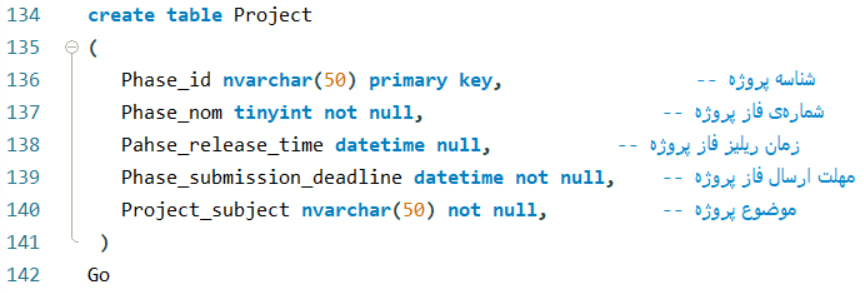 134 create table Project
135 (
136 Phase_id nvarchar(50) primary key, -- شناسه پروژه
137 Phase_nom tinyint not null, -- شماره‌ی فاز پروژه
138 Pahse_release_time datetime null, -- زمان ریلیز فاز پروژه
139 Phase_submission_deadline datetime not null, -- مهلت ارسال فاز پروژه
140 Project_subject nvarchar(50) not null, -- موضوع پروژه
141 )
142 Go